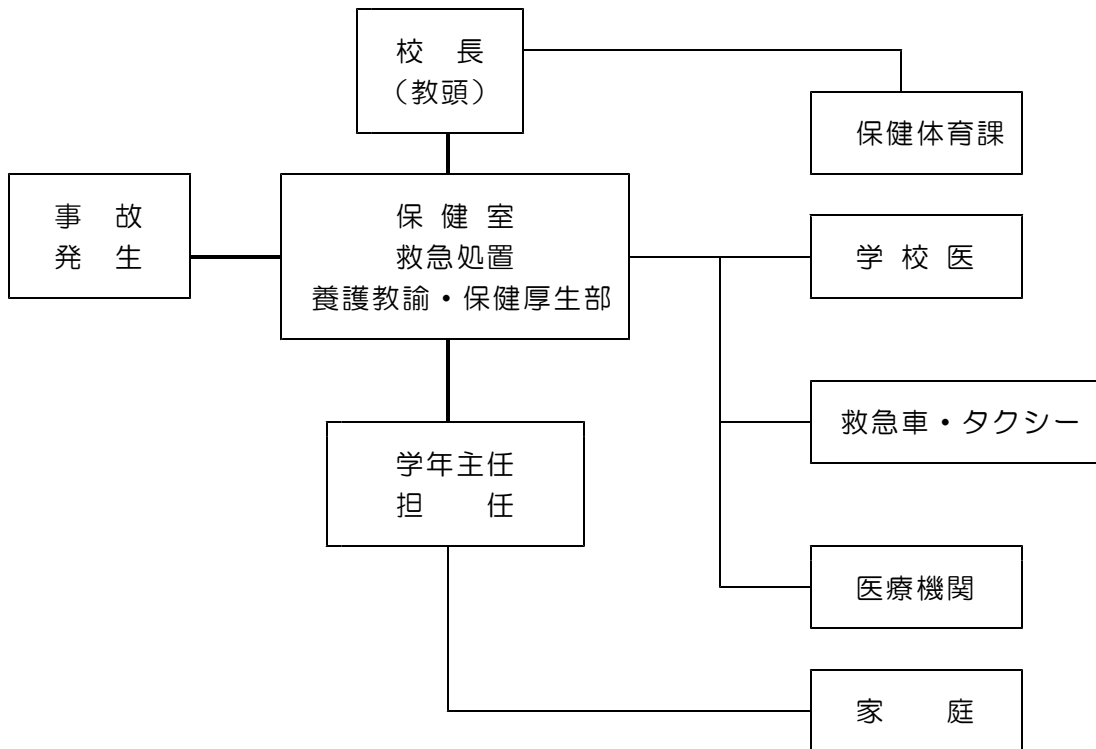 校　長
（教頭）
保健体育課
事　故
発　生
保 健 室
救急処置
養護教諭・保健厚生部
学 校 医
救急車・タクシー
学年主任
担　　任
医療機関
家　　庭